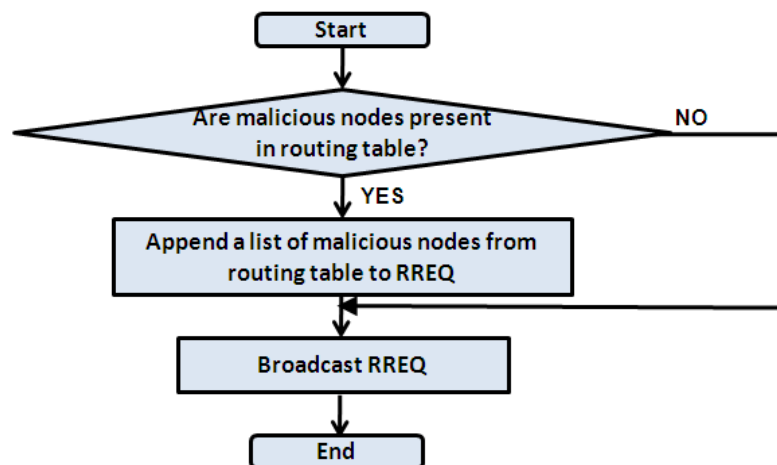 Start
Are malicious nodes present
in routing table?
NO
YES
Append a list of malicious nodes from
routing table to RREQ
Broadcast RREQ
End